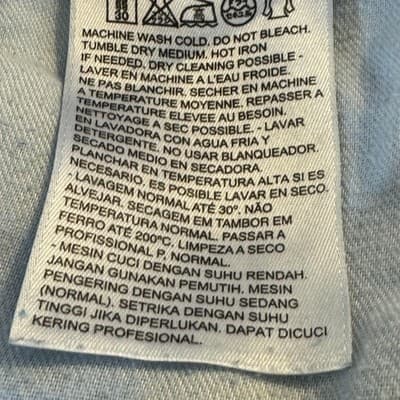 30
MACHINE WASH COLD. DO NOT BLEACH.
TUMBLE DRY MEDIUM. HOT IRON
IF NEEDED. DRY CLEANING POSSIBLE -
LAVER EN MACHINE A L'EAU FROIDE.
NE PAS BLANCHIR. SECHER EN MACHINE
A TEMPERATURE MOYENNE. REPASSER A
TEMPERATURE ELEVEE AU BESOIN.
NETTOYAGE A SEC POSSIBLE. - LAVAR
EN LAVADORA CON AGUA FRIA Y
DETERGENTE. NO USAR BLANQUEADOR.
SECADO MEDIO EN SECADORA.
PLANCHAR EN TEMPERATURA ALTA SI ES
NECESARIO. ES POSIBLE LAVAR EN SECO.
- LAVAGEM NORMAL ATÉ 30º. NÃO
ALVEJAR. SECAGEM EM TAMBOR EM
TEMPERATURA NORMAL. PASSAR A
FERRO ATÉ 200ºC. LIMPEZA A SECO
PROFISSIONAL P, NORMAL.
- MESIN CUCI DENGAN SUHU RENDAH.
JANGAN GUNAKAN PEMUTIH. MESIN
PENGERING DENGAN SUHU SEDANG
(NORMAL). SETRIKA DENGAN SUHU
TINGGI JIKA DIPERLUKAN. DAPAT DICUCI
KERING PROFESIONAL.